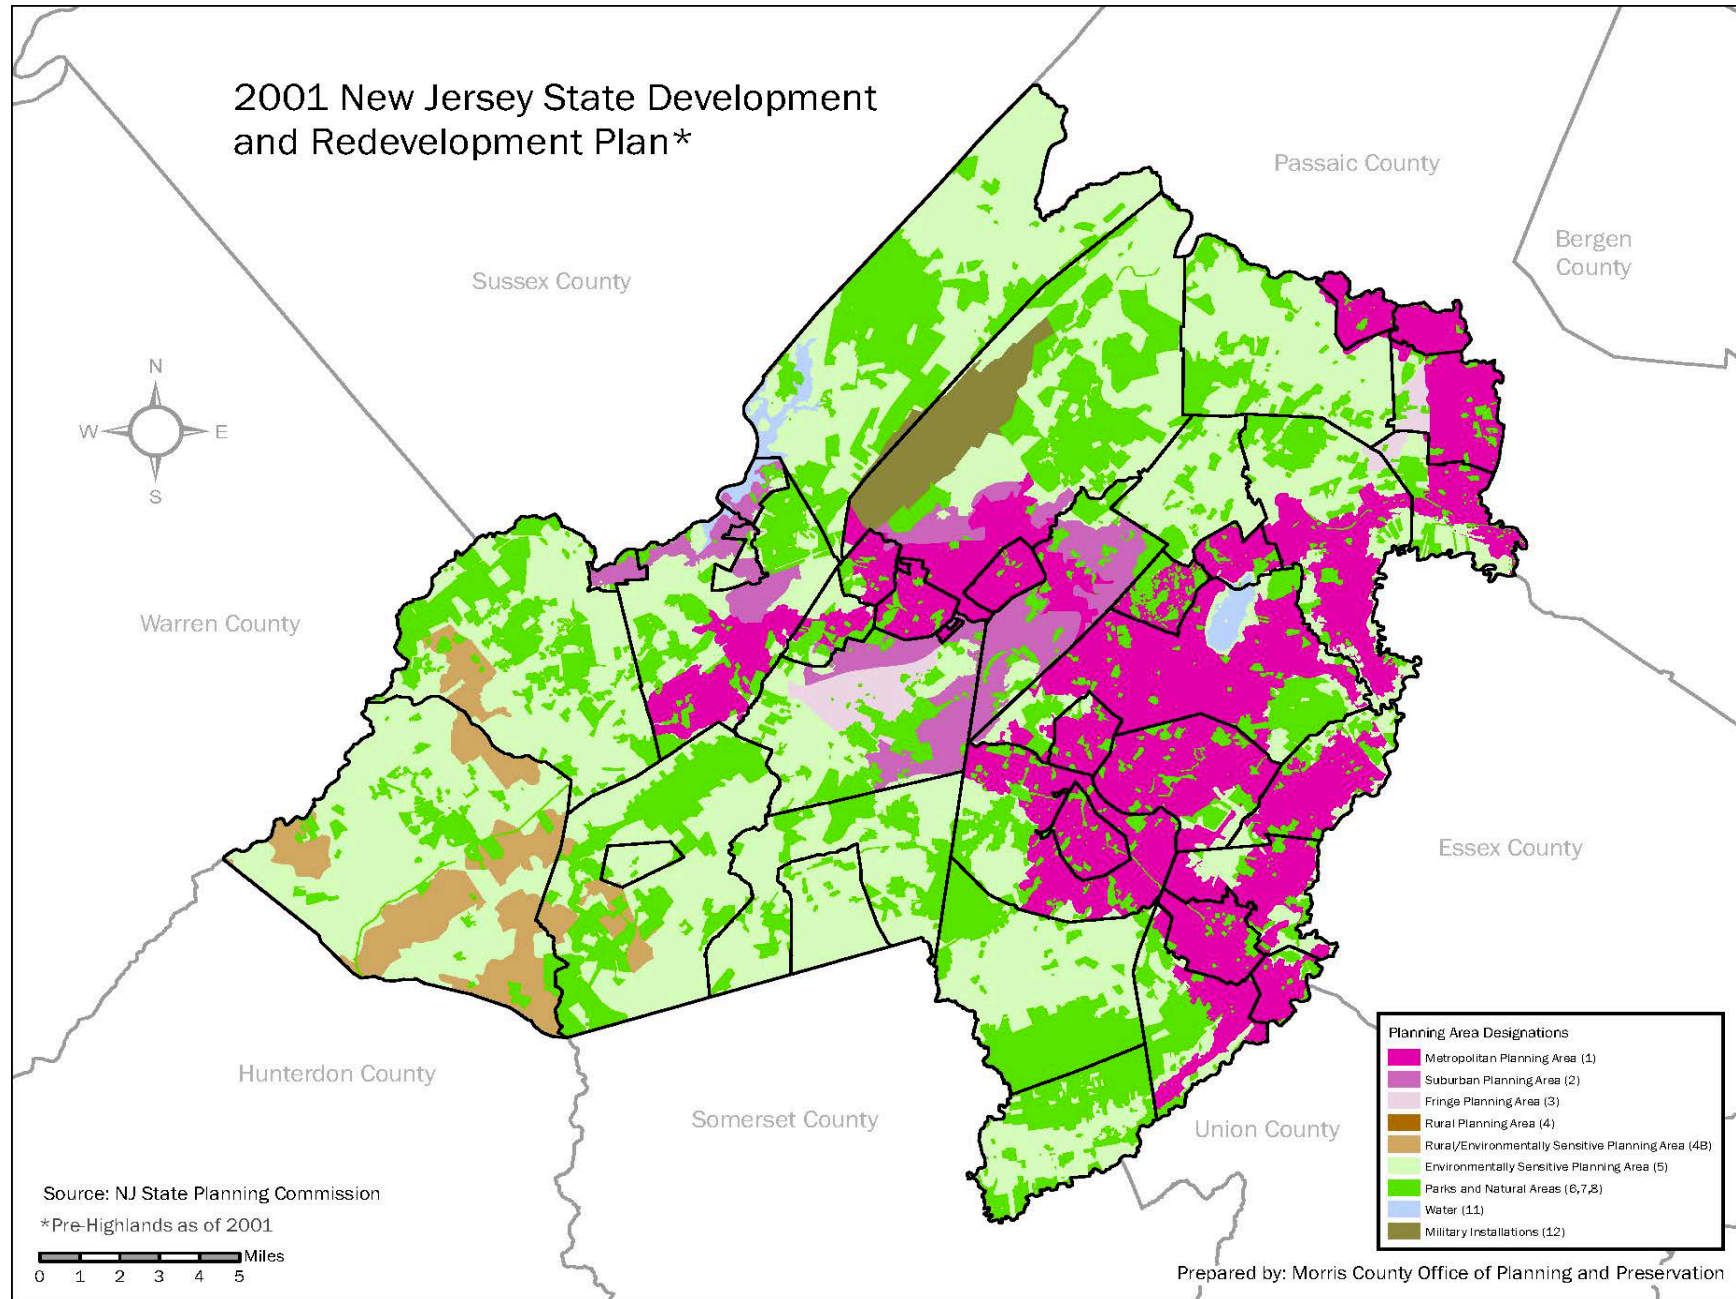 2001 New Jersey State Development
and Redevelopment Plan*
Passaic County
Bergen
County
Sussex County
N
W
E
S
Warren County
Essex County
Hunterdon County
Somerset County
Union County
Planning Area Designations
Metropolitan Planning Area (1)
Suburban Planning Area (2)
Fringe Planning Area (3)
Rural Planning Area (4)
Rural/Environmentally Sensitive Planning Area (4B)
Environmentally Sensitive Planning Area (5)
Parks and Natural Areas (6,7,8)
Water (11)
Military Installations (12)
Source: NJ State Planning Commission
*Pre-Highlands as of 2001
Miles
0 1 2 3 4 5
Prepared by: Morris County Office of Planning and Preservation